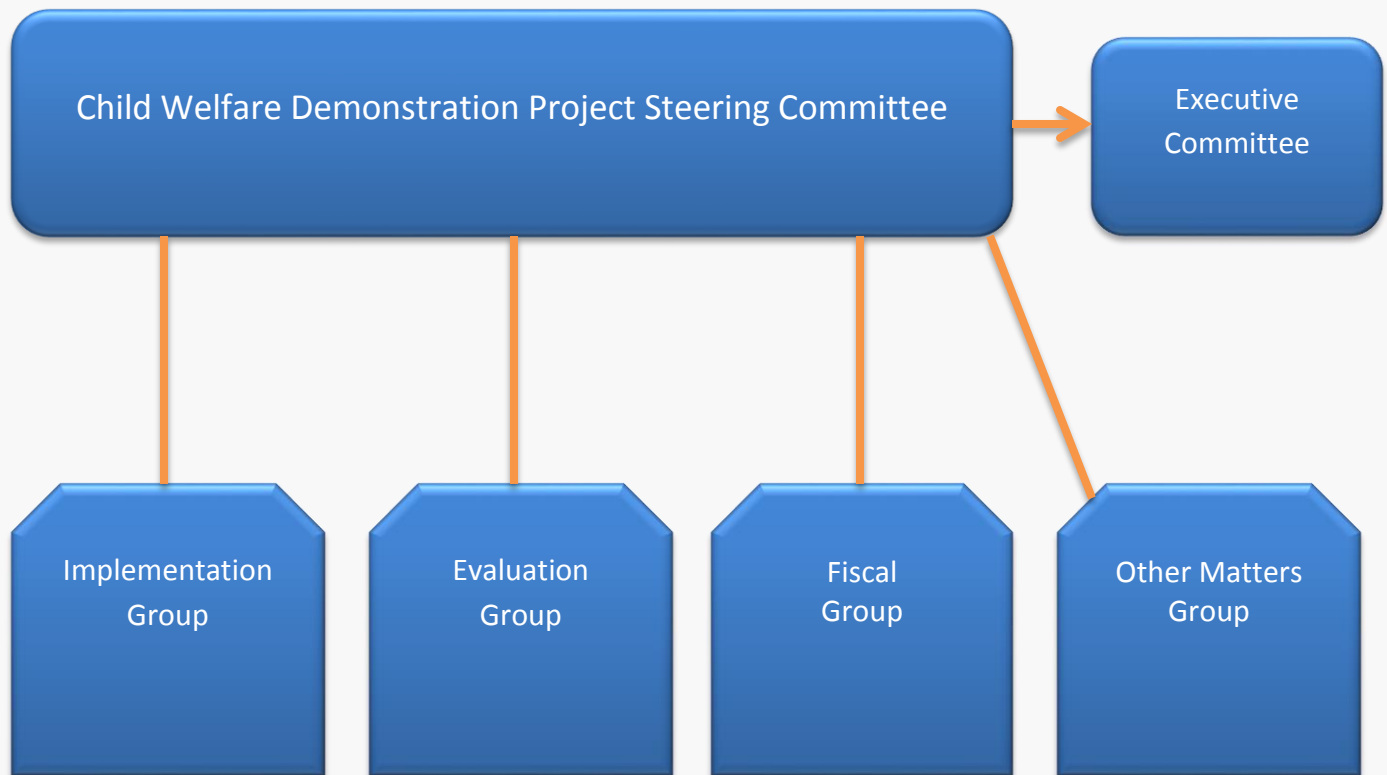 Child Welfare Demonstration Project Steering Committee
Executive
Committee
Implementation
Group
Evaluation
Group
Fiscal
Group
Other Matters
Group